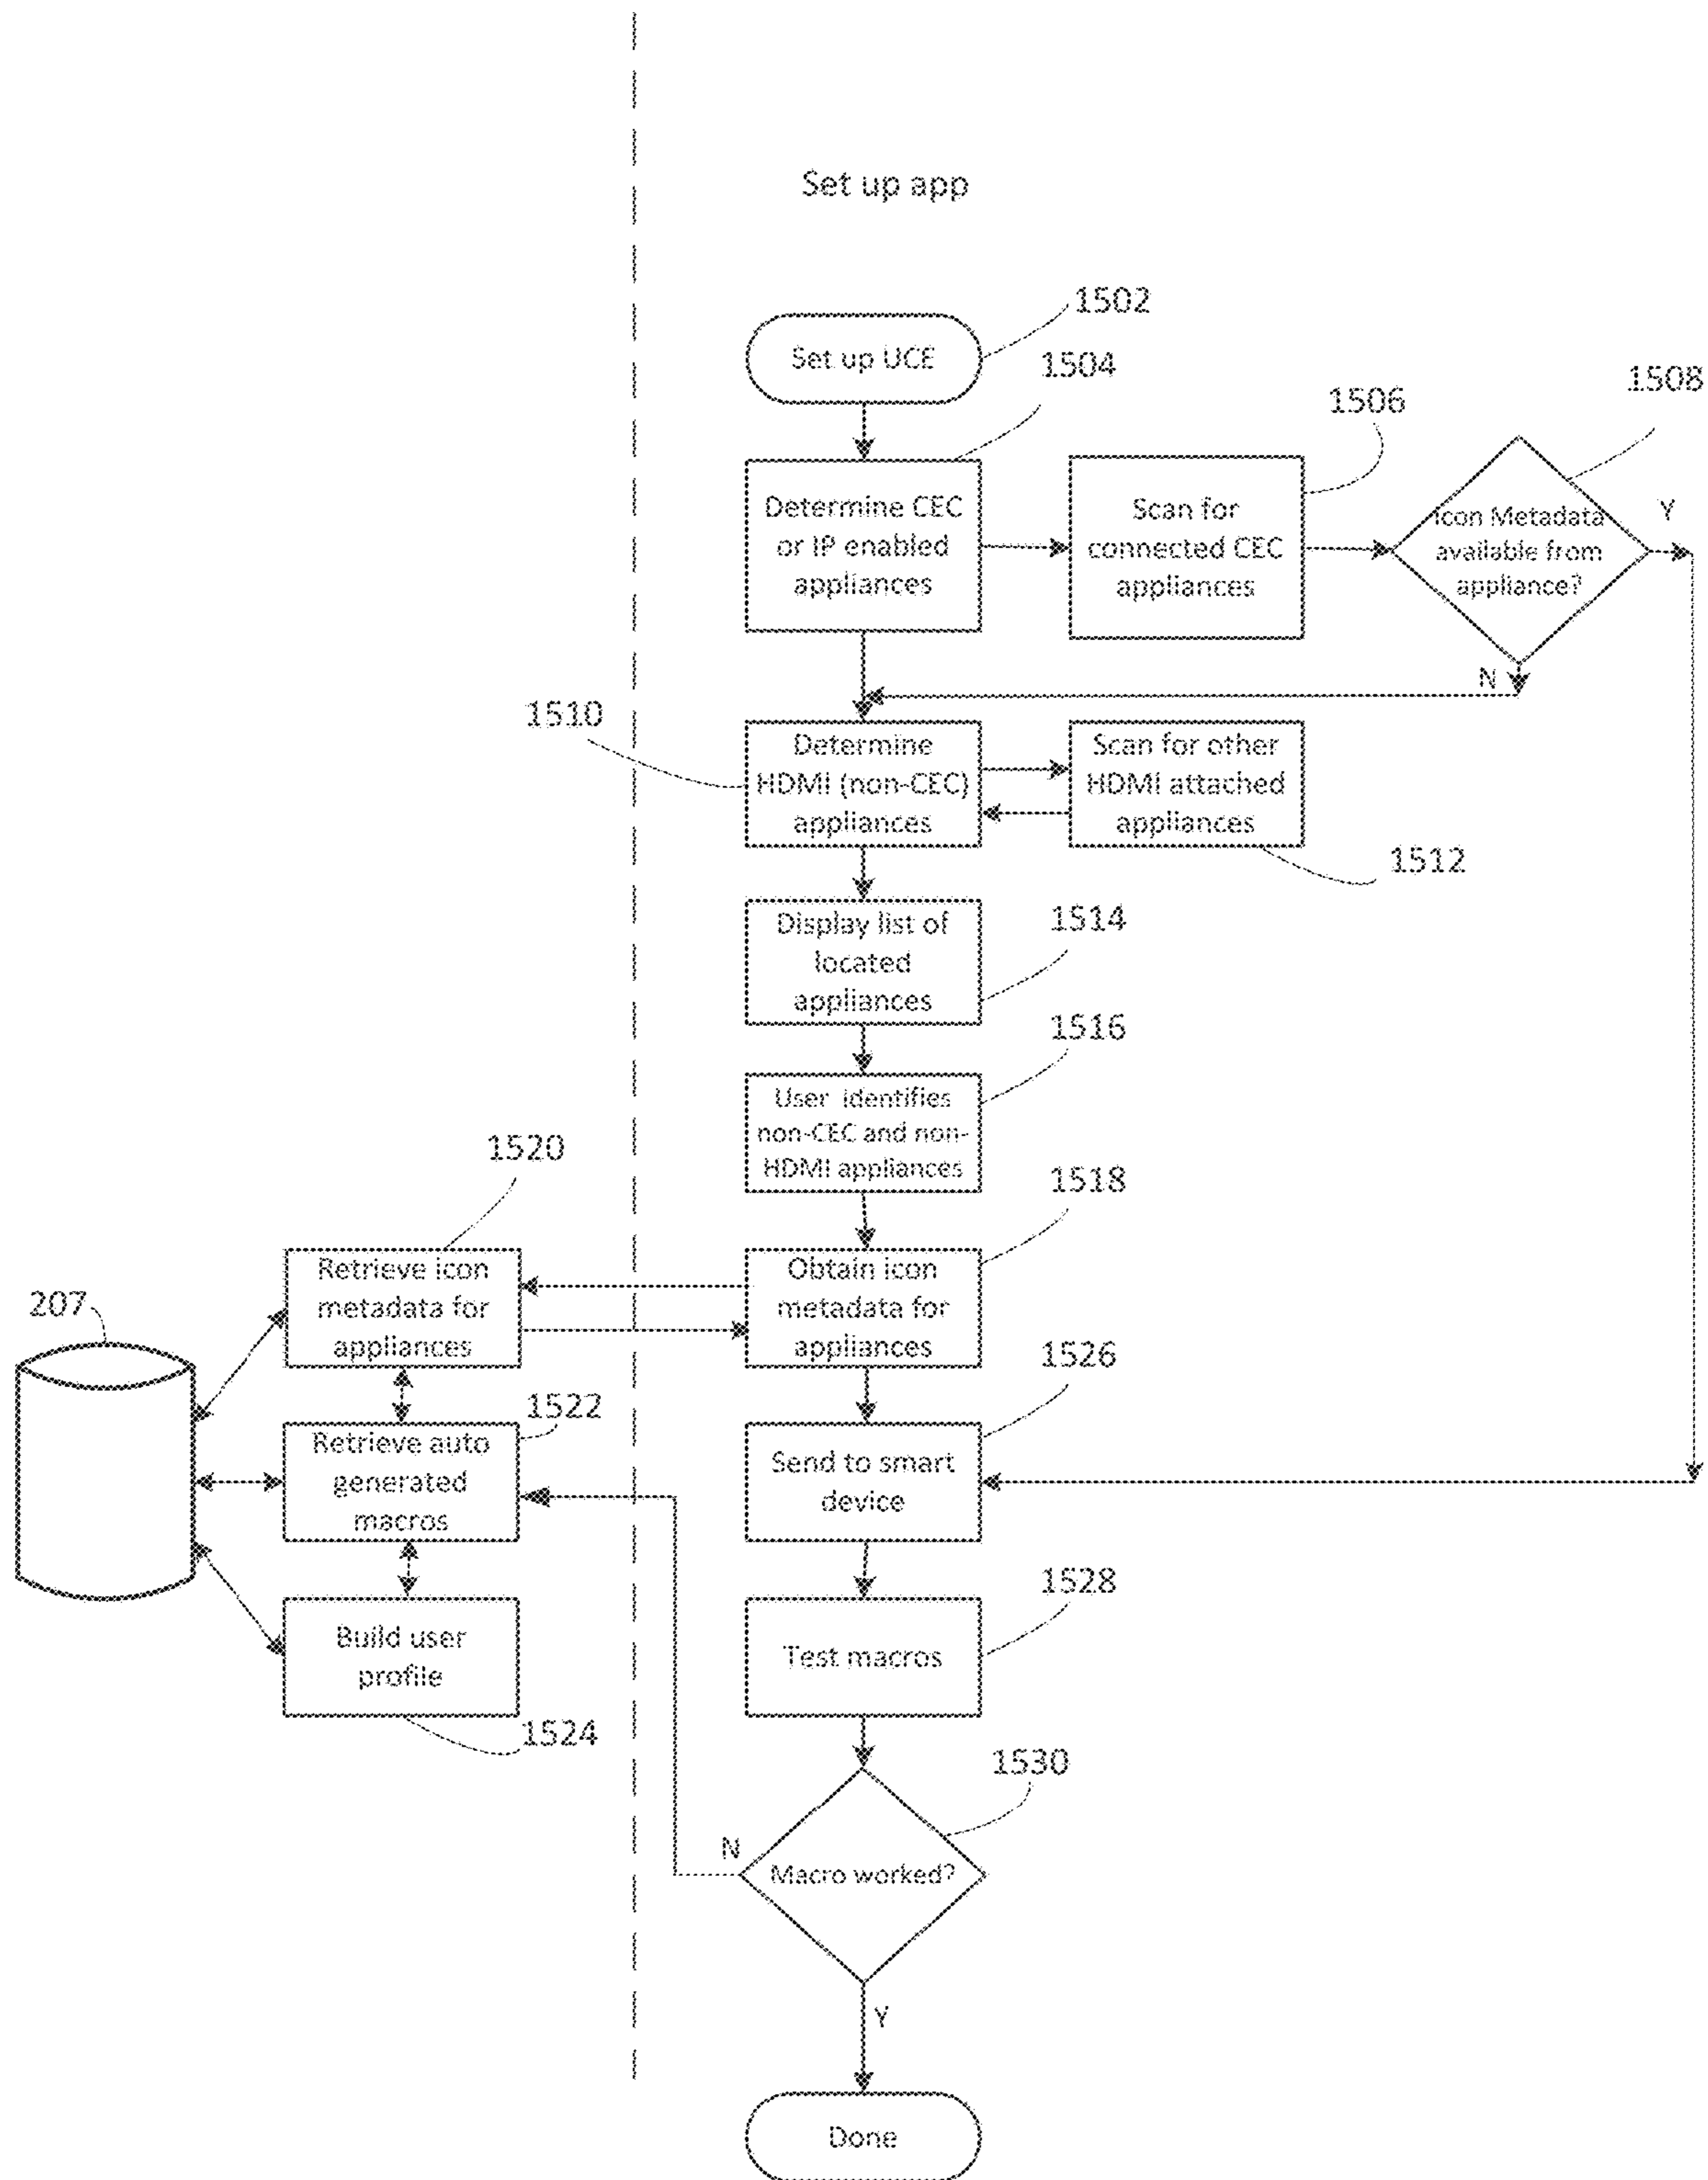 Set up app
1502
Set up UCE
1504
1508
1506
Determine CEC
or IP enabled
appliances
Scan for
connected CEC
appliances
Icon Metadata
available from
appliance?
Y
N
1510
Determine
HDMI (non-CEC)
appliances
Scan for other
HDMI attached
appliances
1512
1514
Display list of
located
appliances
1516
User identifies
non-CEC and non-
HDMI appliances
1520
1518
Retrieve icon
metadata for
appliances
Obtain icon
metadata for
appliances
207
1526
1522
Retrieve auto
generated
macros
Send to smart
device
1528
Build user
profile
Test macros
1524
1530
N
Macro worked?
Y
Done